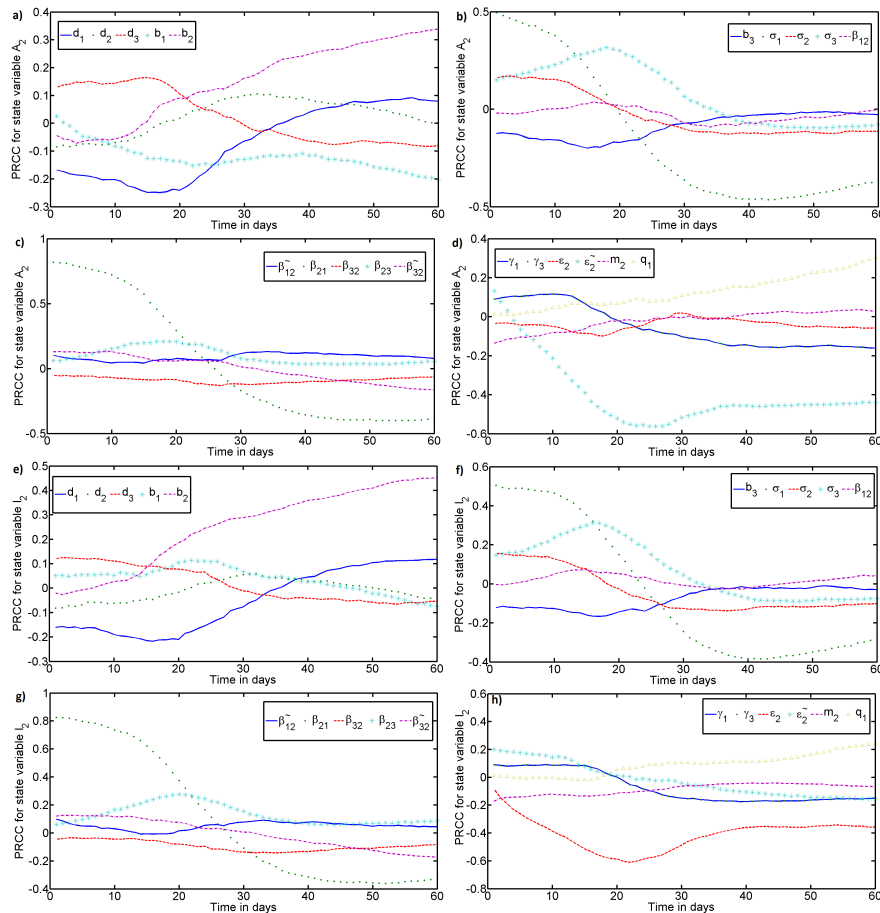 a)
PRCC for state variable A2
0.4
0.3
0.2
0.1
0
-0.1
-0.2
-0.3
d1 d2 d3 b1 b2
0 10 20 30 40 50 60
Time in days
b)
PRCC for state variable A2
0.5
0
-0.5
b3 σ1 σ2 σ3 β12
0 10 20 30 40 50 60
Time in days
c)
PRCC for state variable A2
1
0.5
0
-0.5
β12~ β21 β32 β23 β32~
0 10 20 30 40 50 60
Time in days
d)
PRCC for state variable A2
0.4
0.2
0
-0.2
-0.4
-0.6
γ1 γ3 ε2 ε2~ m2 q1
0 10 20 30 40 50 60
Time in days
e)
PRCC for state variable I2
0.5
0.4
0.3
0.2
0.1
0
-0.1
-0.2
-0.3
d1 d2 d3 b1 b2
0 10 20 30 40 50 60
Time in days
f)
PRCC for state variable I2
0.6
0.4
0.2
0
-0.2
-0.4
b3 σ1 σ2 σ3 β12
0 10 20 30 40 50 60
Time in days
g)
PRCC for state variable I2
1
0.8
0.6
0.4
0.2
0
-0.2
-0.4
β12~ β21 β32 β23 β32~
0 10 20 30 40 50 60
Time in days
h)
PRCC for state variable I2
0.6
0.4
0.2
0
-0.2
-0.4
-0.6
-0.8
γ1 γ3 ε2 ε2~ m2 q1
0 10 20 30 40 50 60
Time in days